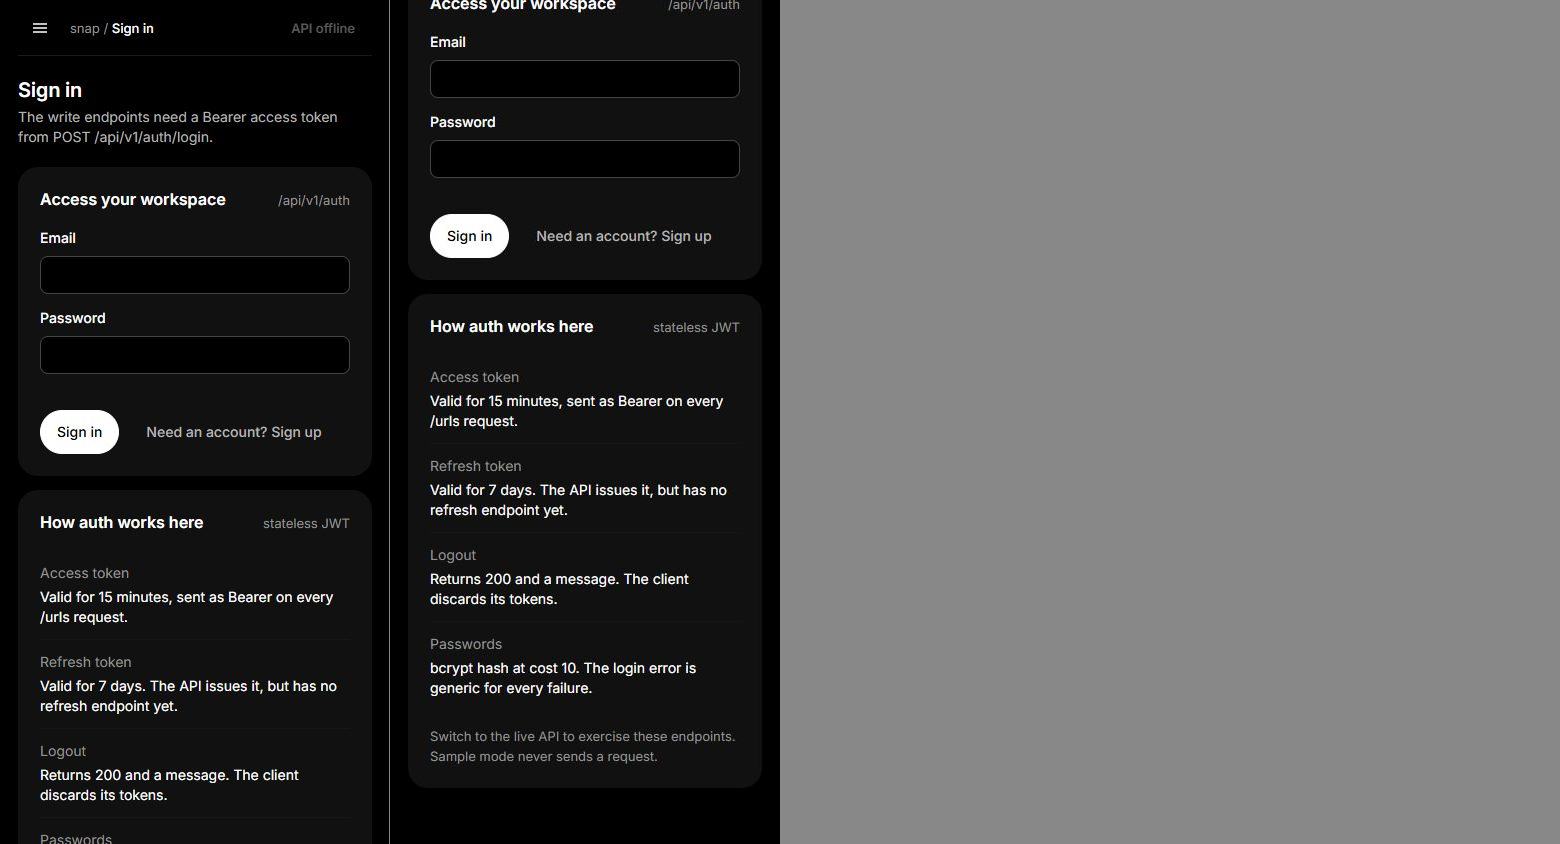 snap / Sign in
API offline
Sign in
The write endpoints need a Bearer access token
from POST /api/v1/auth/login.
Access your workspace
/api/v1/auth
Email
Password
Sign in
Need an account? Sign up
How auth works here
stateless JWT
Access token
Valid for 15 minutes, sent as Bearer on every
/urls request.
Refresh token
Valid for 7 days. The API issues it, but has no
refresh endpoint yet.
Logout
Returns 200 and a message. The client
discards its tokens.
Passwords
Access your workspace
/api/v1/auth
Email
Password
Sign in
Need an account? Sign up
How auth works here
stateless JWT
Access token
Valid for 15 minutes, sent as Bearer on every
/urls request.
Refresh token
Valid for 7 days. The API issues it, but has no
refresh endpoint yet.
Logout
Returns 200 and a message. The client
discards its tokens.
Passwords
bcrypt hash at cost 10. The login error is
generic for every failure.
Switch to the live API to exercise these endpoints.
Sample mode never sends a request.